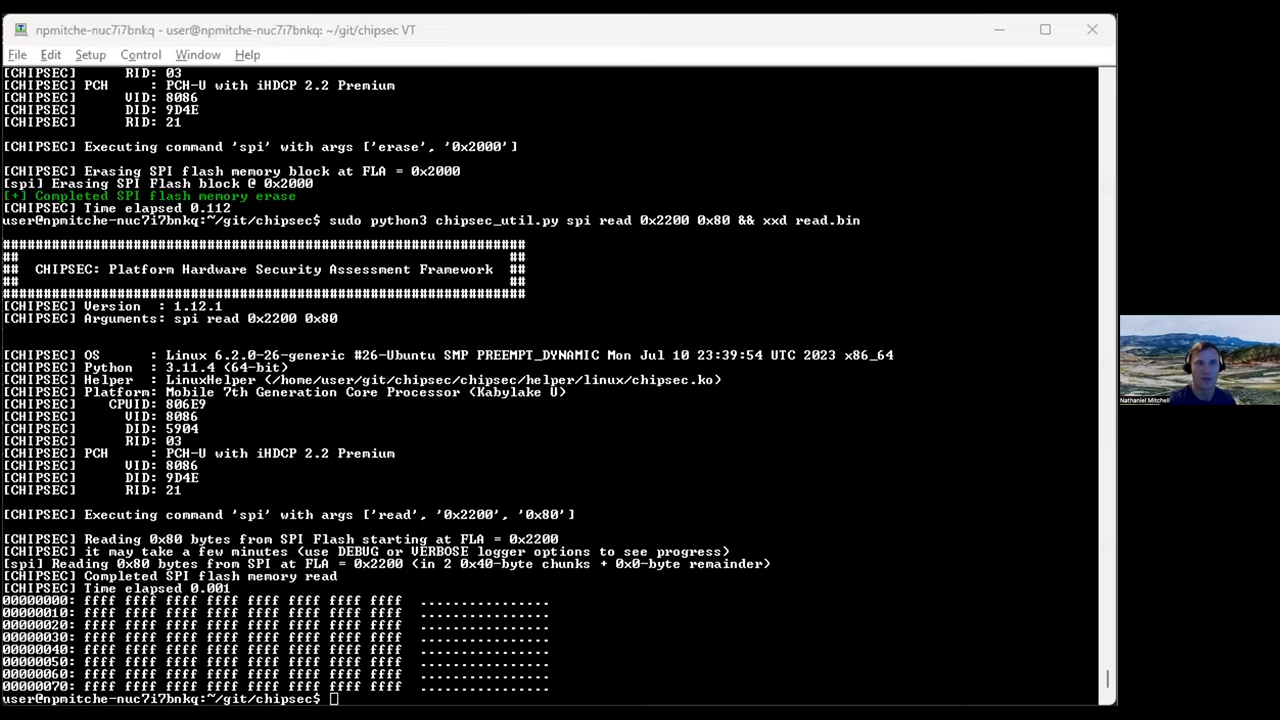 npmitche-nuc7i7bnkq - user@npmitche-nuc7i7bnkq: ~/git/chipsec VT
File Edit Setup Control Window Help
[CHIPSEC]      RID: 03
[CHIPSEC] PCH     : PCH-U with iHDCP 2.2 Premium
[CHIPSEC]      VID: 8086
[CHIPSEC]      DID: 9D4E
[CHIPSEC]      RID: 21
[CHIPSEC] Executing command 'spi' with args ['erase', '0x2000']
[CHIPSEC] Erasing SPI flash memory block at FLA = 0x2000
[spi] Erasing SPI Flash block @ 0x2000
[+] Completed SPI flash memory erase
[CHIPSEC] Time elapsed 0.112
user@npmitche-nuc7i7bnkq:~/git/chipsec$ sudo python3 chipsec_util.py spi read 0x2200 0x80 && xxd read.bin
################################################################
##                                                            ##
##  CHIPSEC: Platform Hardware Security Assessment Framework  ##
##                                                            ##
################################################################
[CHIPSEC] Version  : 1.12.1
[CHIPSEC] Arguments: spi read 0x2200 0x80
[CHIPSEC] OS      : Linux 6.2.0-26-generic #26-Ubuntu SMP PREEMPT_DYNAMIC Mon Jul 10 23:39:54 UTC 2023 x86_64
[CHIPSEC] Python  : 3.11.4 (64-bit)
[CHIPSEC] Helper  : LinuxHelper (/home/user/git/chipsec/chipsec/helper/linux/chipsec.ko)
[CHIPSEC] Platform: Mobile 7th Generation Core Processor (Kabylake U)
[CHIPSEC]    CPUID: 806E9
[CHIPSEC]      VID: 8086
[CHIPSEC]      DID: 5904
[CHIPSEC]      RID: 03
[CHIPSEC] PCH     : PCH-U with iHDCP 2.2 Premium
[CHIPSEC]      VID: 8086
[CHIPSEC]      DID: 9D4E
[CHIPSEC]      RID: 21
[CHIPSEC] Executing command 'spi' with args ['read', '0x2200', '0x80']
[CHIPSEC] Reading 0x80 bytes from SPI Flash starting at FLA = 0x2200
[CHIPSEC] it may take a few minutes (use DEBUG or VERBOSE logger options to see progress)
[spi] Reading 0x80 bytes from SPI at FLA = 0x2200 (in 2 0x40-byte chunks + 0x0-byte remainder)
[CHIPSEC] Completed SPI flash memory read
[CHIPSEC] Time elapsed 0.001
00000000: ffff ffff ffff ffff ffff ffff ffff ffff  ................
00000010: ffff ffff ffff ffff ffff ffff ffff ffff  ................
00000020: ffff ffff ffff ffff ffff ffff ffff ffff  ................
00000030: ffff ffff ffff ffff ffff ffff ffff ffff  ................
00000040: ffff ffff ffff ffff ffff ffff ffff ffff  ................
00000050: ffff ffff ffff ffff ffff ffff ffff ffff  ................
00000060: ffff ffff ffff ffff ffff ffff ffff ffff  ................
00000070: ffff ffff ffff ffff ffff ffff ffff ffff  ................
user@npmitche-nuc7i7bnkq:~/git/chipsec$
Nathaniel Mitchell